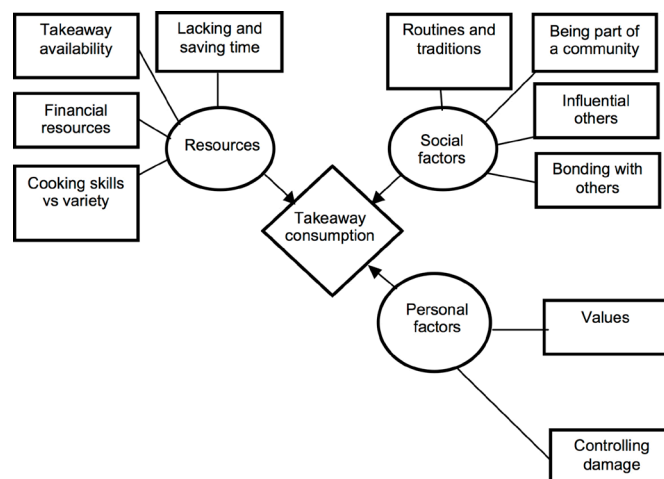 Takeaway
availability
Lacking and
saving time
Routines and
traditions
Being part of
a community
Financial
resources
Resources
Social
factors
Influential
others
Cooking skills
vs variety
Bonding with
others
Takeaway
consumption
Personal
factors
Values
Controlling
damage